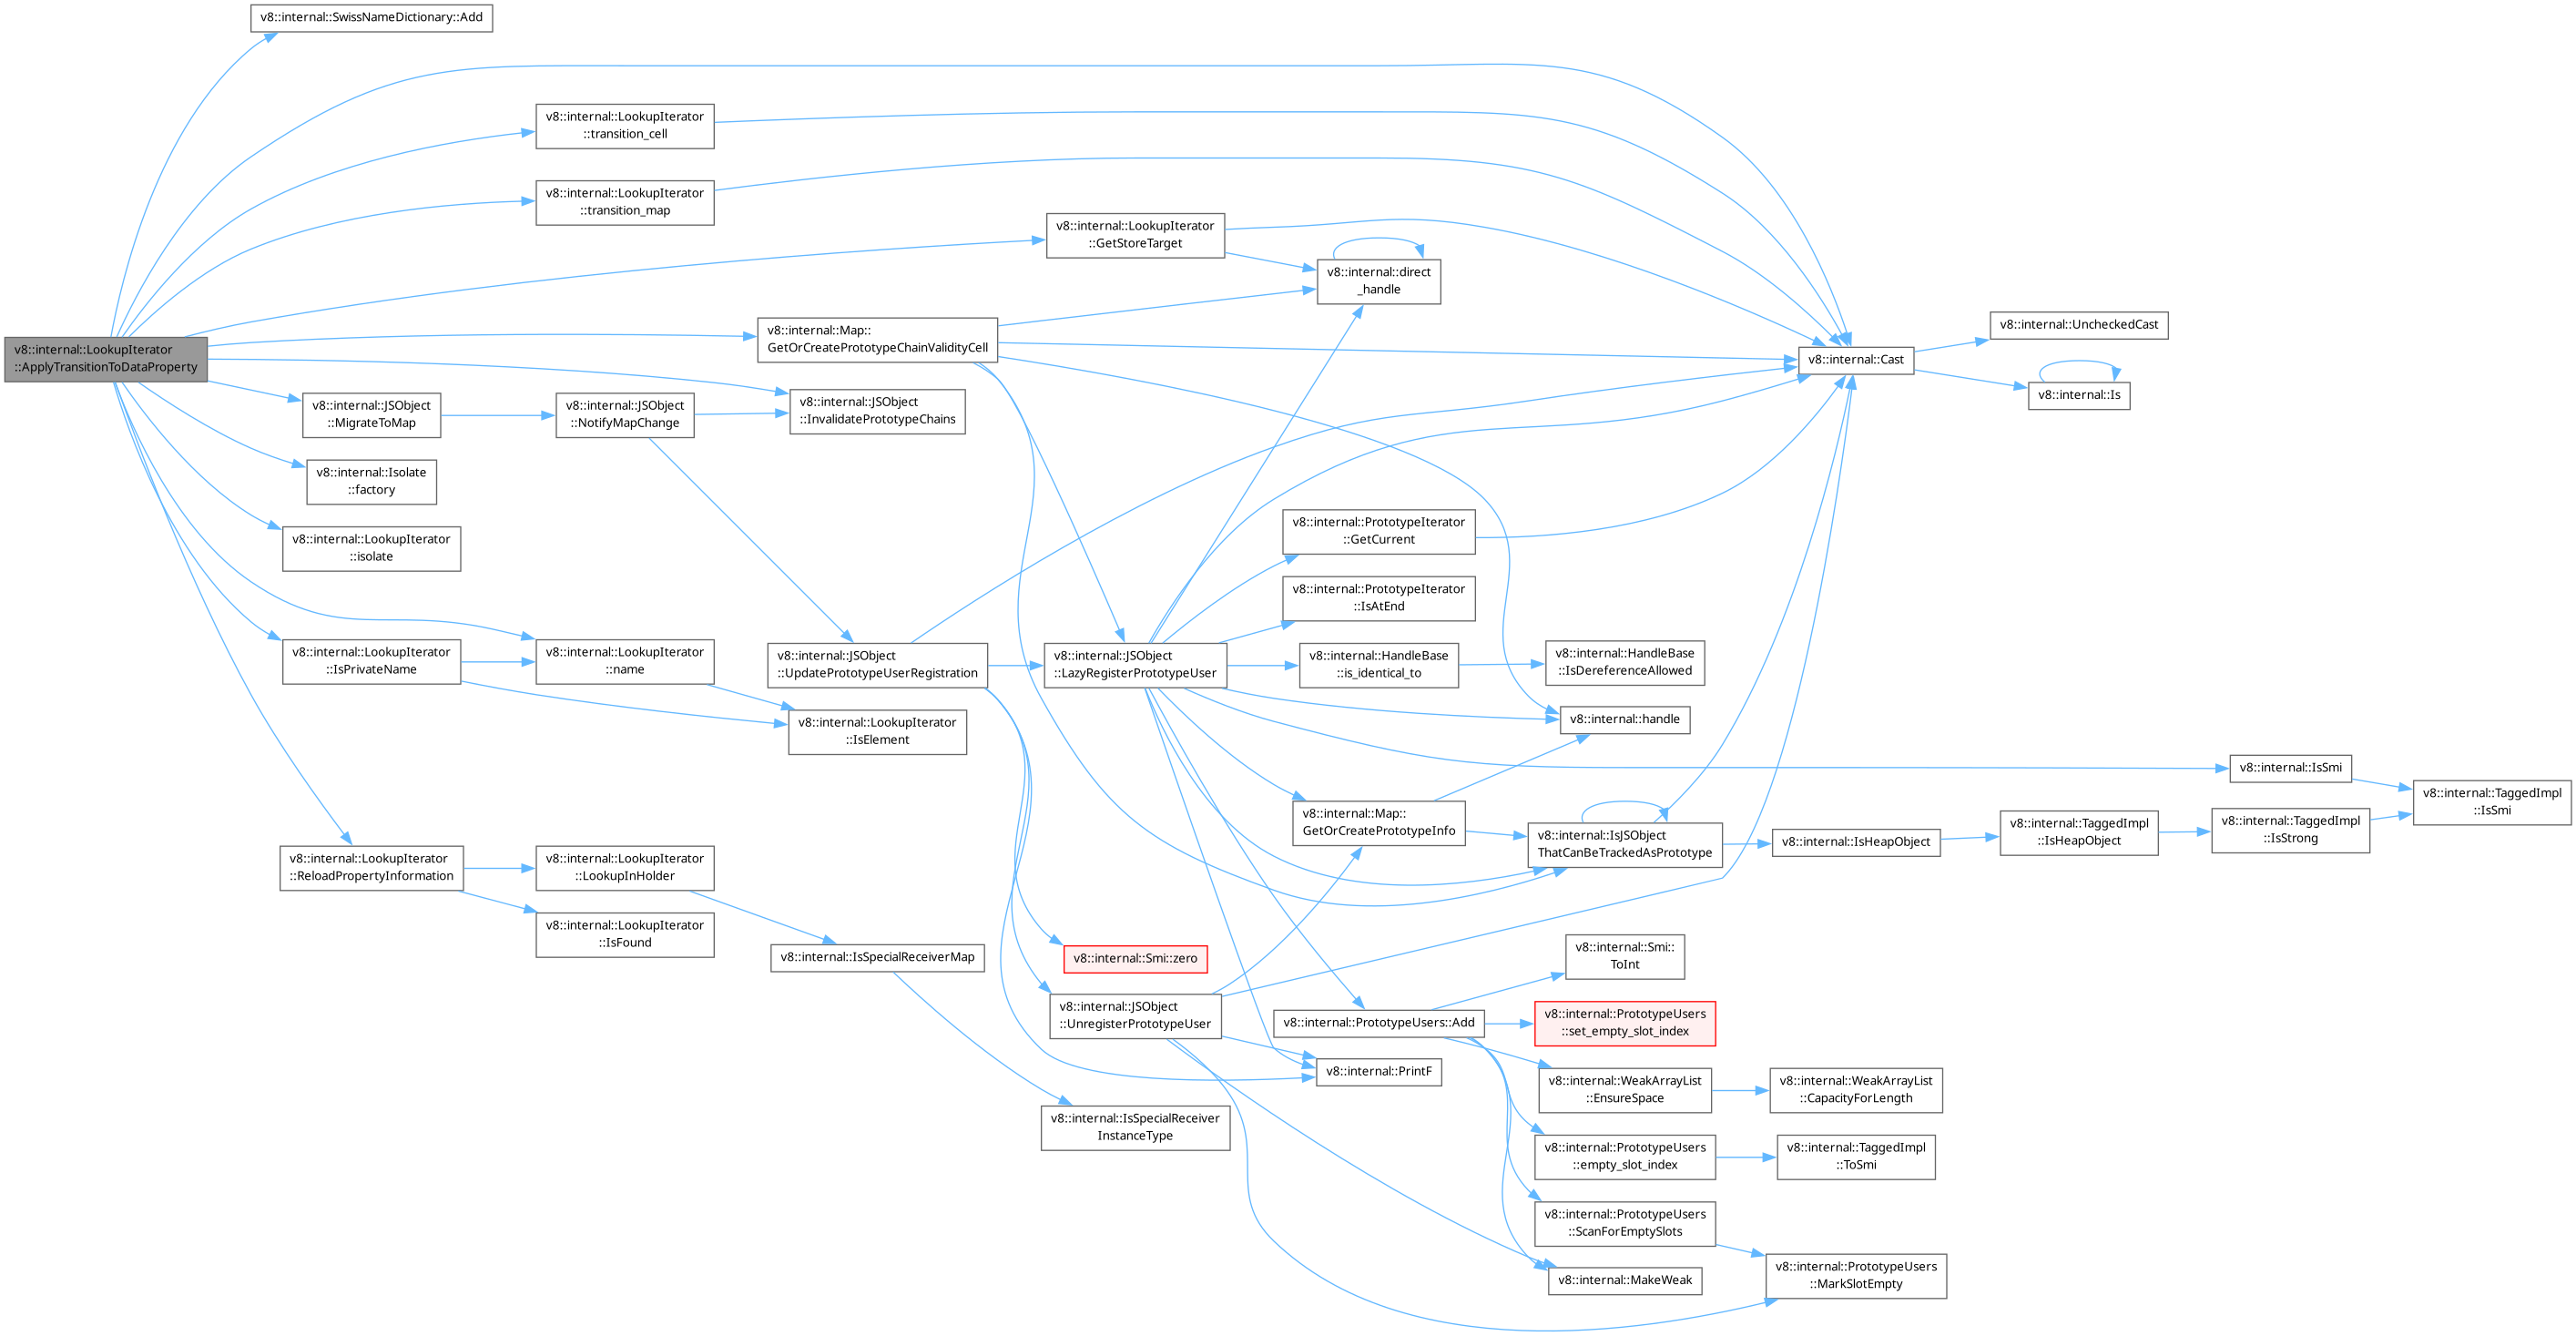 v8::internal::SwissNameDictionary::Add
v8::internal::LookupIterator
::transition_cell
v8::internal::LookupIterator
::transition_map
v8::internal::LookupIterator
::GetStoreTarget
v8::internal::direct
_handle
v8::internal::UncheckedCast
v8::internal::Map::
GetOrCreatePrototypeChainValidityCell
v8::internal::LookupIterator
::ApplyTransitionToDataProperty
v8::internal::Cast
v8::internal::Is
v8::internal::JSObject
::MigrateToMap
v8::internal::JSObject
::NotifyMapChange
v8::internal::JSObject
::InvalidatePrototypeChains
v8::internal::Isolate
::factory
v8::internal::LookupIterator
::isolate
v8::internal::PrototypeIterator
::GetCurrent
v8::internal::PrototypeIterator
::IsAtEnd
v8::internal::LookupIterator
::IsPrivateName
v8::internal::LookupIterator
::name
v8::internal::JSObject
::UpdatePrototypeUserRegistration
v8::internal::JSObject
::LazyRegisterPrototypeUser
v8::internal::HandleBase
::is_identical_to
v8::internal::HandleBase
::IsDereferenceAllowed
v8::internal::LookupIterator
::IsElement
v8::internal::handle
v8::internal::IsSmi
v8::internal::TaggedImpl
::IsSmi
v8::internal::Map::
GetOrCreatePrototypeInfo
v8::internal::IsJSObject
ThatCanBeTrackedAsPrototype
v8::internal::IsHeapObject
v8::internal::TaggedImpl
::IsHeapObject
v8::internal::TaggedImpl
::IsStrong
v8::internal::LookupIterator
::ReloadPropertyInformation
v8::internal::LookupIterator
::LookupInHolder
v8::internal::LookupIterator
::IsFound
v8::internal::IsSpecialReceiverMap
v8::internal::Smi::zero
v8::internal::Smi::
ToInt
v8::internal::JSObject
::UnregisterPrototypeUser
v8::internal::PrototypeUsers::Add
v8::internal::PrototypeUsers
::set_empty_slot_index
v8::internal::PrintF
v8::internal::WeakArrayList
::EnsureSpace
v8::internal::WeakArrayList
::CapacityForLength
v8::internal::IsSpecialReceiver
InstanceType
v8::internal::PrototypeUsers
::empty_slot_index
v8::internal::TaggedImpl
::ToSmi
v8::internal::PrototypeUsers
::ScanForEmptySlots
v8::internal::MakeWeak
v8::internal::PrototypeUsers
::MarkSlotEmpty